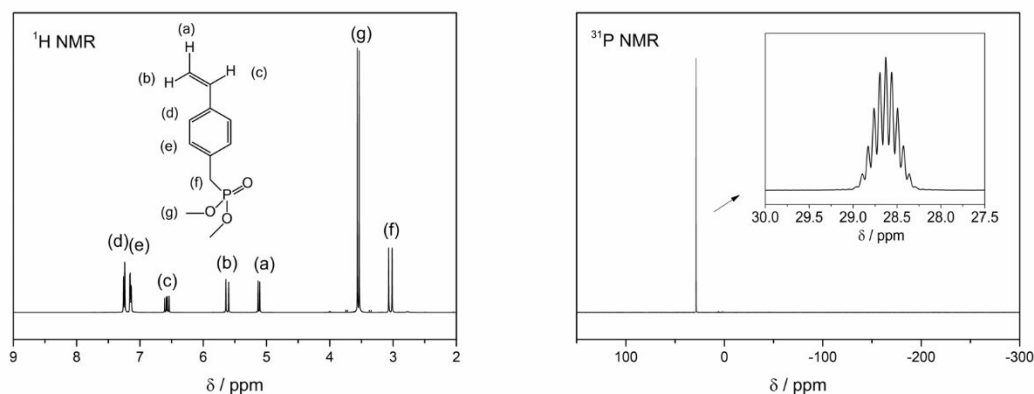 ¹H NMR
(a)
H
(b)
H
H
(c)
(d)
(e)
(f)
P
O
(g)
O
O
(g)
(d)
(e)
(c)
(b)
(a)
(f)
9
8
7
6
5
4
3
2
δ / ppm
³¹P NMR
30.0
29.5
29.0
28.5
28.0
27.5
δ / ppm
100
0
-100
-200
-300
δ / ppm